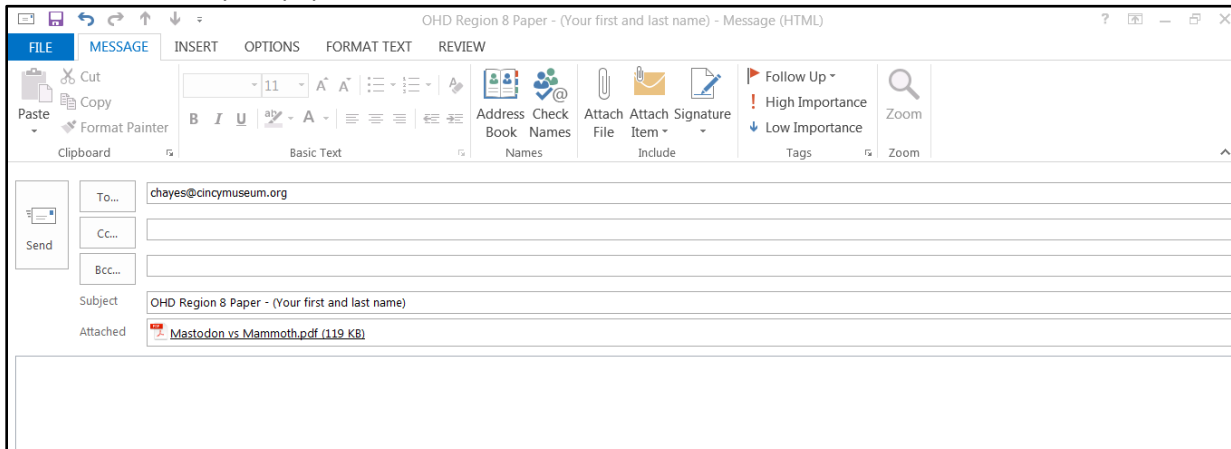 OHD Region 8 Paper - (Your first and last name) - Message (HTML) ?
FILE MESSAGE INSERT OPTIONS FORMAT TEXT REVIEW
Cut
Copy
Format Painter
Paste
Clipboard
11 A A
B I U aby A
Basic Text
Address Book
Check Names
Names
Attach File
Attach Item
Signature
Include
Follow Up
High Importance
Low Importance
Tags
Zoom
Zoom
Send
To... chayes@cincymuseum.org
Cc...
Bcc...
Subject OHD Region 8 Paper - (Your first and last name)
Attached Mastodon vs Mammoth.pdf (119 KB)